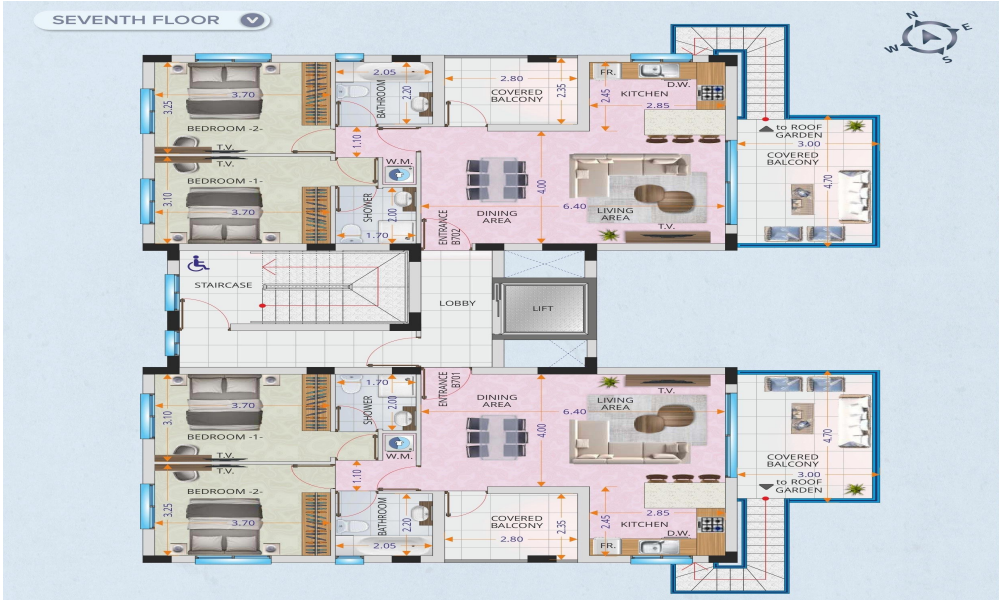 SEVENTH FLOOR
N
E
W
S
2.05
BATHROOM
2.20
3.25
3.70
BEDROOM -2-
T.V.
1.10
2.80
COVERED
BALCONY
2.35
FR.
D.W.
KITCHEN
2.45
2.85
to ROOF
GARDEN
3.00
COVERED
BALCONY
4.70
T.V.
BEDROOM -1-
3.10
3.70
W.M.
SHOWER
2.00
1.70
4.00
DINING
AREA
6.40
LIVING
AREA
T.V.
ENTRANCE
B702
STAIRCASE
LOBBY
LIFT
ENTRANCE
B701
1.70
SHOWER
2.00
W.M.
3.10
3.70
BEDROOM -1-
T.V.
DINING
AREA
4.00
6.40
LIVING
AREA
T.V.
4.70
COVERED
BALCONY
3.00
to ROOF
GARDEN
T.V.
BEDROOM -2-
3.25
3.70
1.10
BATHROOM
2.20
2.05
COVERED
BALCONY
2.35
2.80
2.85
2.45
KITCHEN
D.W.
FR.